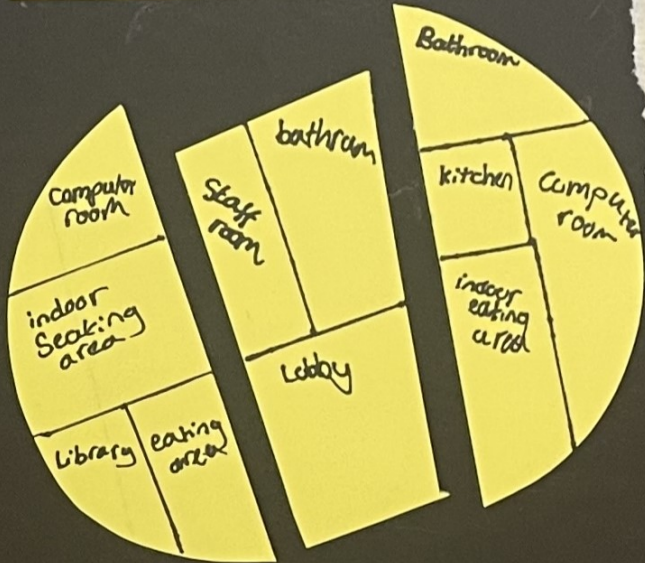 Computer
room
indoor
Seating
area
Library
eating
area
Staff
room
bathroom
Lobby
Bathroom
kitchen
Computer
room
indoor
eating
area